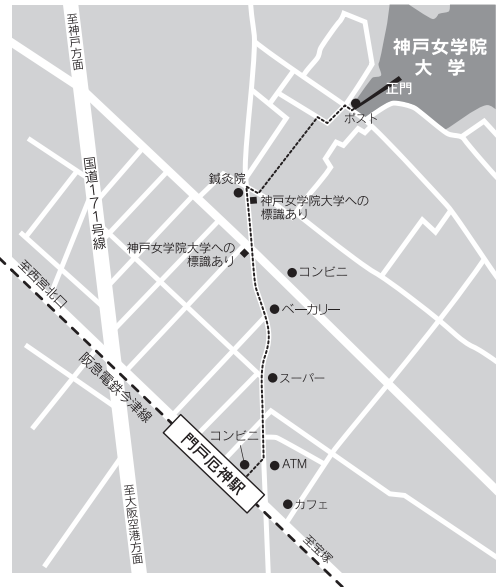 至神戸方面
神戸女学院
大　学
正門
ポスト
国道171号線
鍼灸院
神戸女学院大学への
標識あり
神戸女学院大学への
標識あり
コンビニ
至西宮北口
ベーカリー
阪急電鉄今津線
スーパー
コンビニ
門戸厄神駅
ATM
至大阪空港方面
カフェ
至宝塚